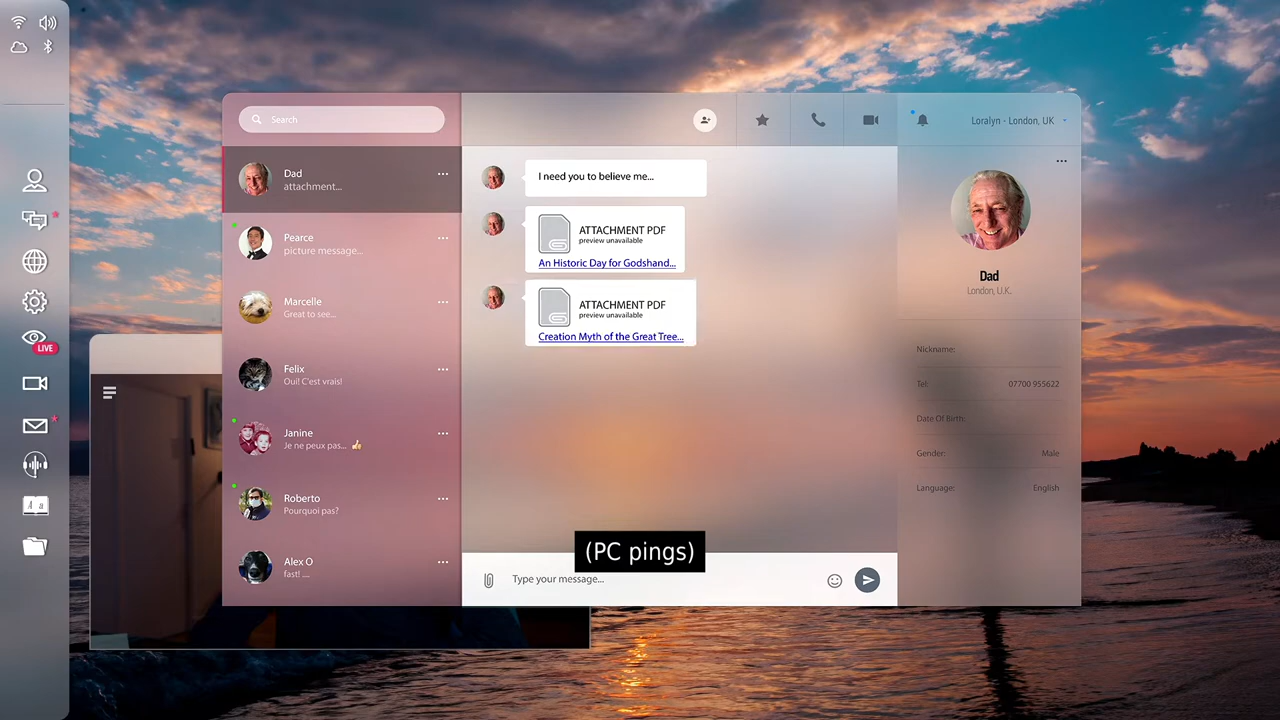 LIVE
A a
Search
Dad
attachment...
Pearce
picture message...
Marcelle
Great to see...
Felix
Oui! C'est vrais!
Janine
Je ne peux pas... 👍
Roberto
Pourquoi pas?
Alex O
fast! ....
I need you to believe me...
ATTACHMENT PDF
preview unavailable
An Historic Day for Godshand...
ATTACHMENT PDF
preview unavailable
Creation Myth of the Great Tree...
(PC pings)
Type your message...
Loralyn - London, UK
Dad
London, U.K.
Nickname:
Tel: 07700 955622
Date Of Birth:
Gender: Male
Language: English